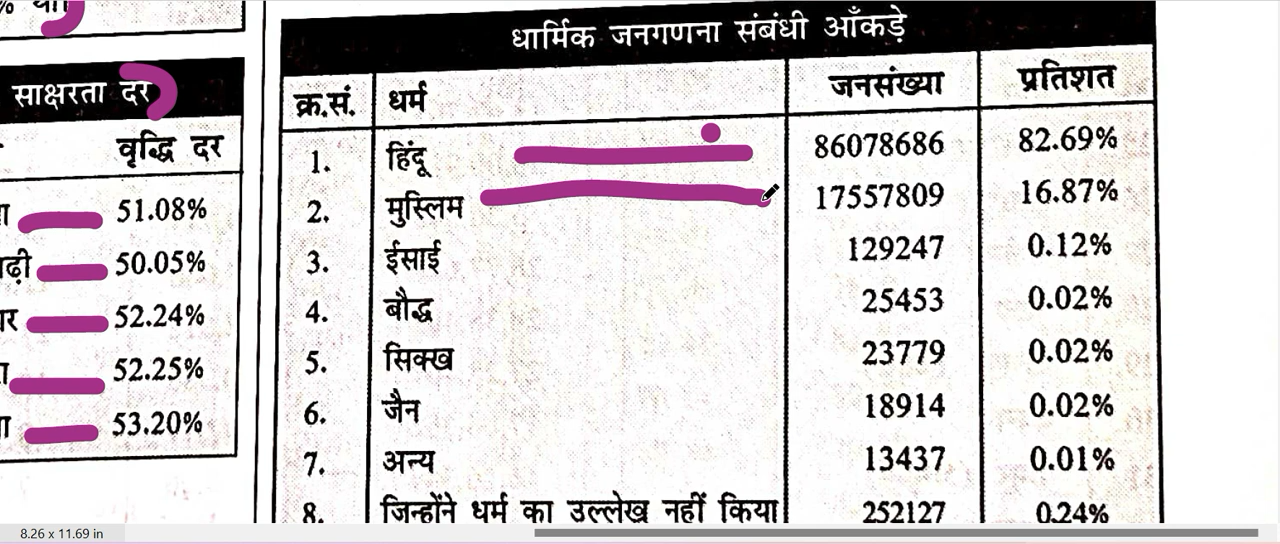 साक्षरता दर
वृद्धि दर
51.08%
50.05%
52.24%
52.25%
53.20%
धार्मिक जनगणना संबंधी आँकड़े
क्र.सं. धर्म जनसंख्या प्रतिशत
1. हिंदू 86078686 82.69%
2. मुस्लिम 17557809 16.87%
3. ईसाई 129247 0.12%
4. बौद्ध 25453 0.02%
5. सिक्ख 23779 0.02%
6. जैन 18914 0.02%
7. अन्य 13437 0.01%
8. जिन्होंने धर्म का उल्लेख नहीं किया 252127 0.24%
8.26 x 11.69 in